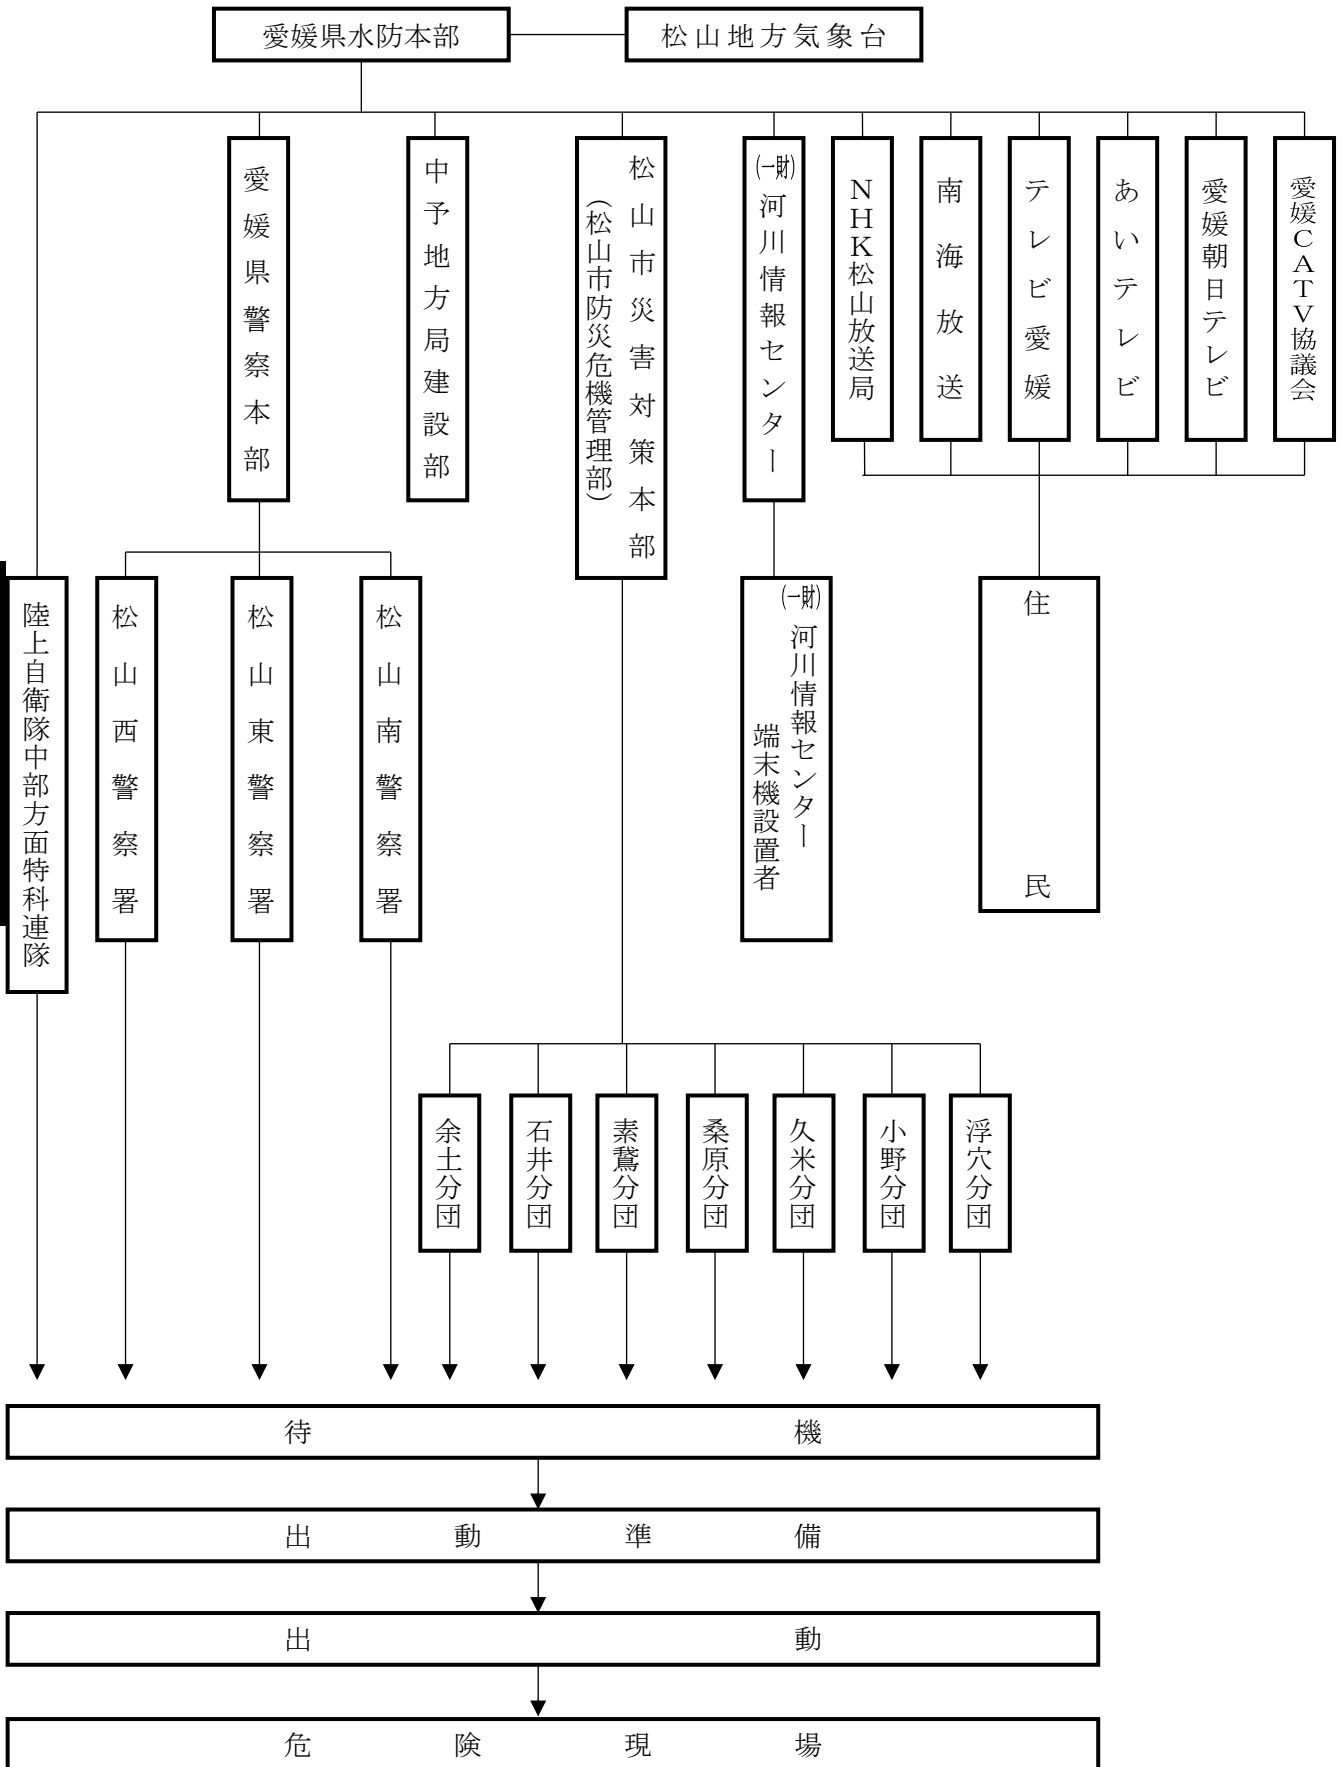 愛媛県水防本部
松山地方気象台
陸上自衛隊中部方面特科連隊
愛媛県警察本部
中予地方局建設部
松山市災害対策本部
(松山市防災危機管理部)
(一財)河川情報センター
NHK松山放送局
南海放送
テレビ愛媛
あいテレビ
愛媛朝日テレビ
愛媛CATV協議会
松山西警察署
松山東警察署
松山南警察署
(一財)河川情報センター
端末機設置者
住民
余土分団
石井分団
素鵞分団
桑原分団
久米分団
小野分団
浮穴分団
待機
出動準備
出動
危険現場